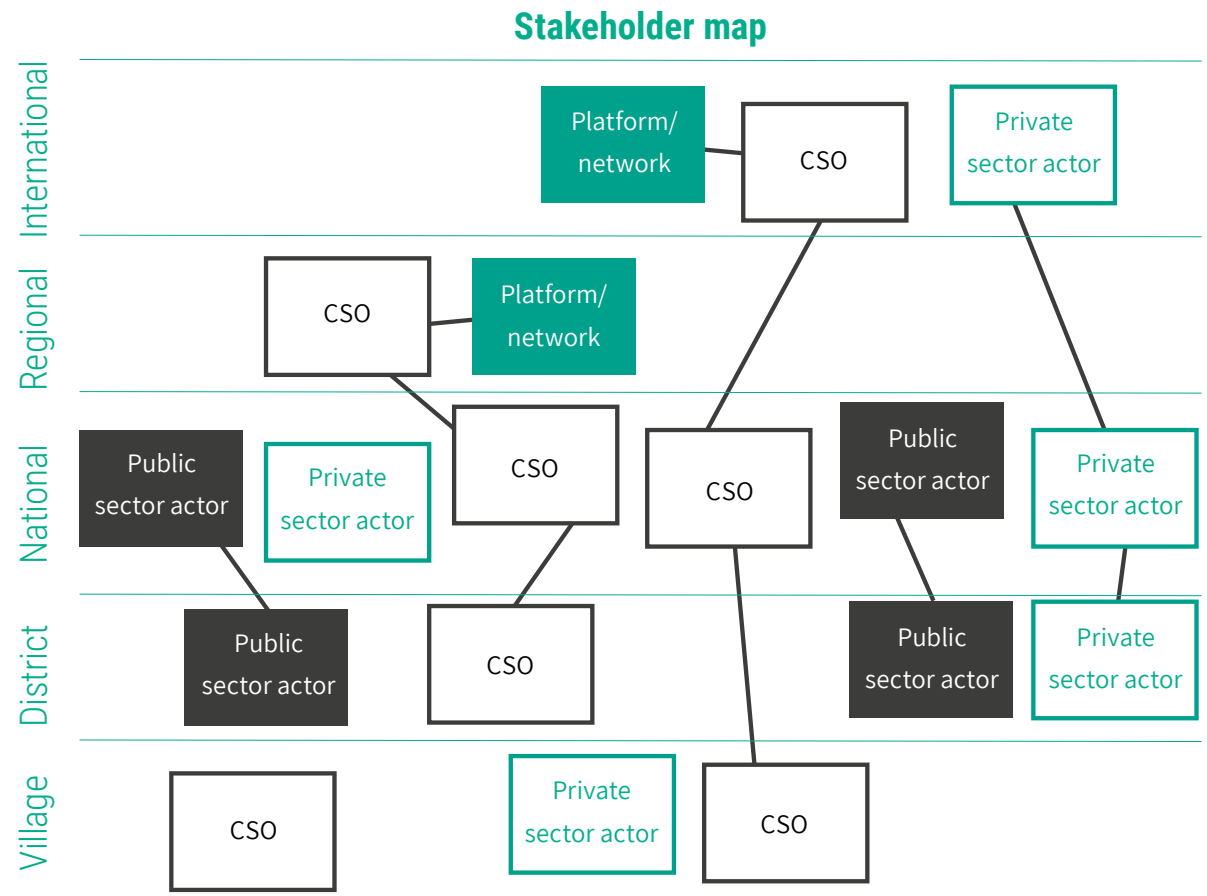 Stakeholder map
International
Platform/
network
CSO
Private
sector actor
Regional
CSO
Platform/
network
National
Public
sector actor
Private
sector actor
CSO
CSO
Public
sector actor
Private
sector actor
District
Public
sector actor
CSO
Public
sector actor
Private
sector actor
Village
CSO
Private
sector actor
CSO